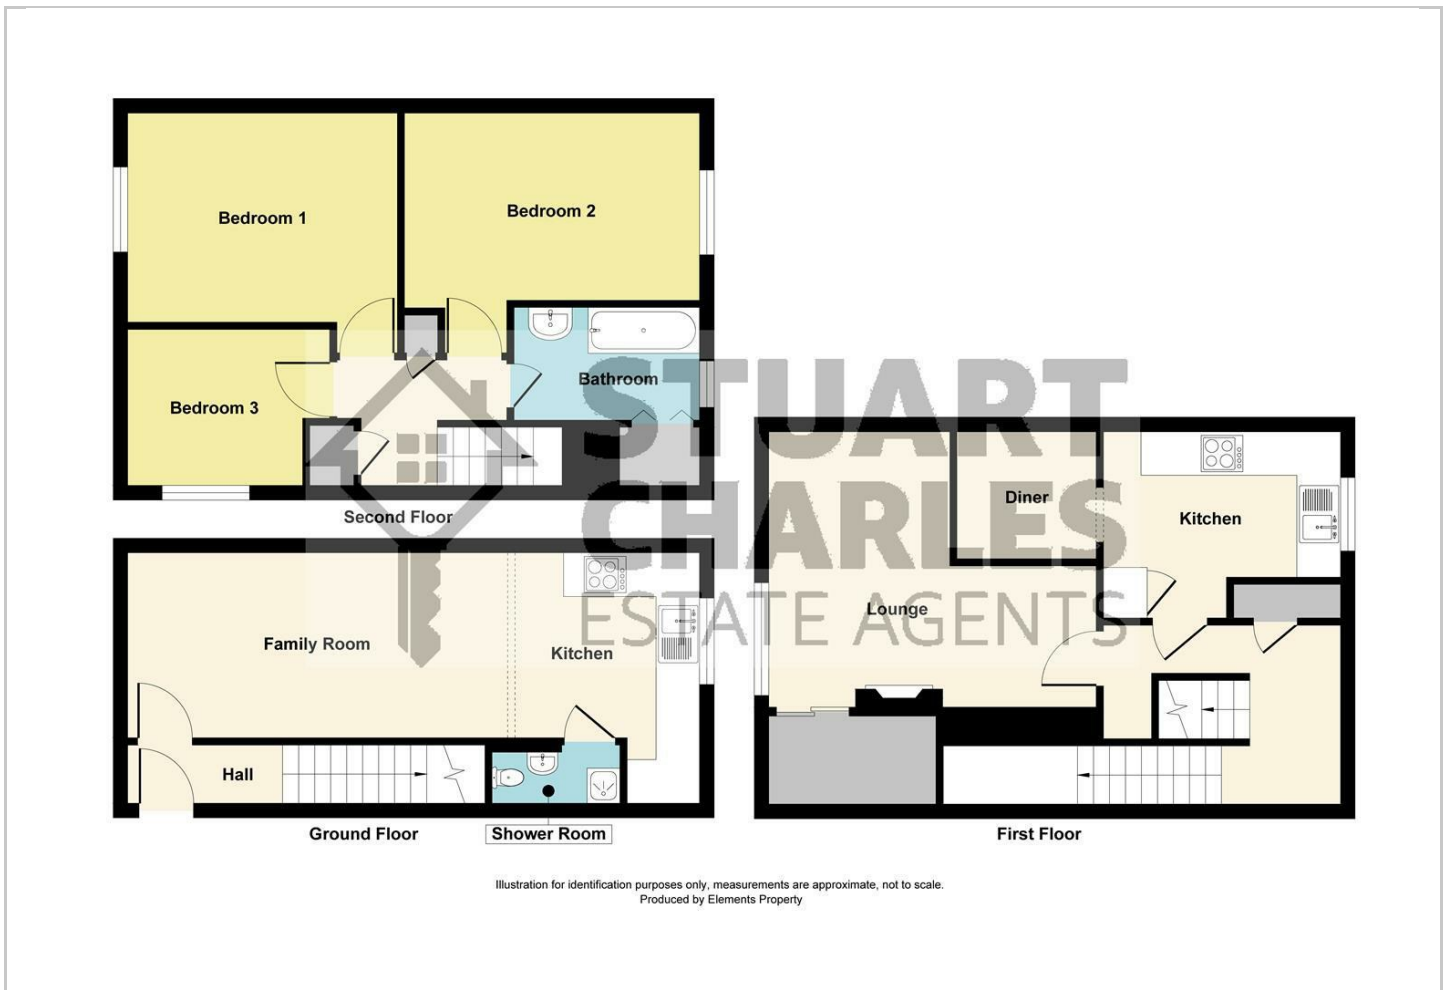 Bedroom 1
Bedroom 2
Bedroom 3
Bathroom
Second Floor
STUART
CHARLES
ESTATE AGENTS
Diner
Kitchen
Lounge
First Floor
Family Room
Kitchen
Hall
Ground Floor
Shower Room
Illustration for identification purposes only, measurements are approximate, not to scale.
Produced by Elements Property